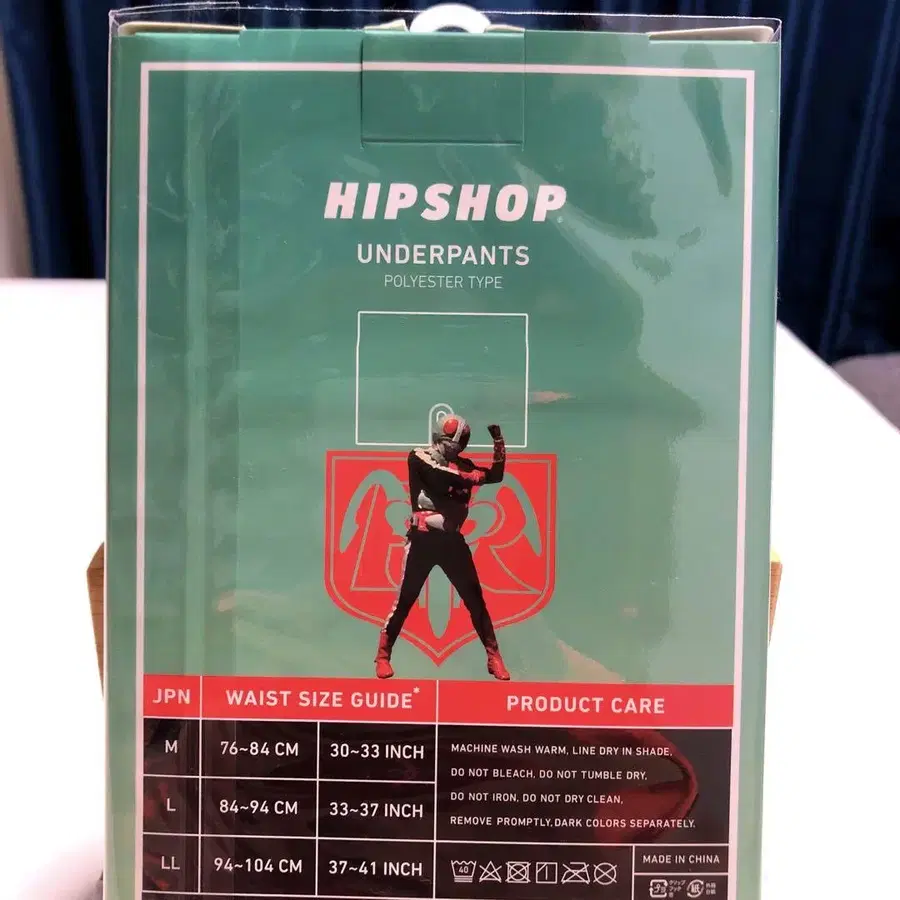 HIPSHOP
UNDERPANTS
POLYESTER TYPE
JPN WAIST SIZE GUIDE* PRODUCT CARE
M 76~84 CM 30~33 INCH
L 84~94 CM 33~37 INCH
LL 94~104 CM 37~41 INCH
MACHINE WASH WARM, LINE DRY IN SHADE,
DO NOT BLEACH, DO NOT TUMBLE DRY,
DO NOT IRON, DO NOT DRY CLEAN,
REMOVE PROMPTLY,DARK COLORS SEPARATELY.
40
MADE IN CHINA